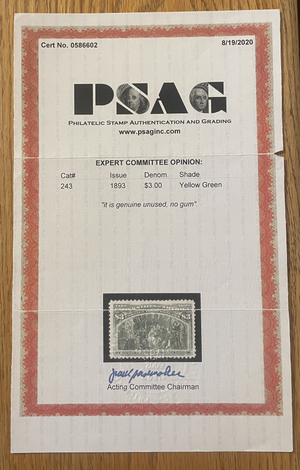 Cert No. 0586602 8/19/2020
PSAG
PHILATELIC STAMP AUTHENTICATION AND GRADING
www.psaginc.com
EXPERT COMMITTEE OPINION:
Cat# Issue Denom Shade
243 1893 $3.00 Yellow Green
"it is genuine unused, no gum".
Acting Committee Chairman